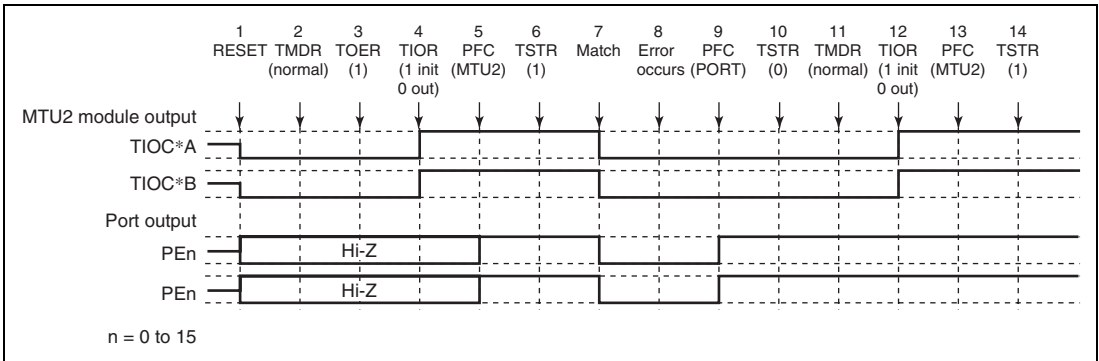 1 2 3 4 5 6 7 8 9 10 11 12 13 14
RESET TMDR TOER TIOR PFC TSTR Match Error PFC TSTR TMDR TIOR PFC TSTR
(normal) (1) (1 init (MTU2) (1) occurs (PORT) (0) (normal) (1 init (MTU2) (1)
0 out) 0 out)
MTU2 module output
TIOC*A
TIOC*B
Port output
PEn Hi-Z
PEn Hi-Z
n = 0 to 15